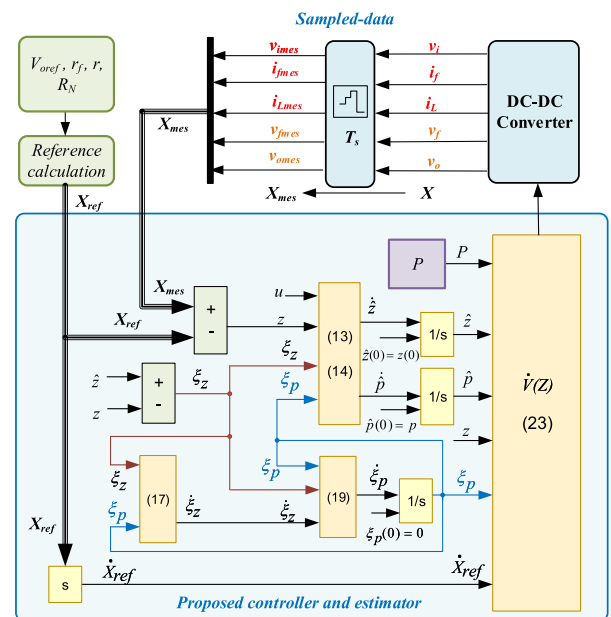 Sampled-data
V_oref , r_f , r,
R_N
Reference
calculation
X_ref
X_mes
v_imes
i_fmes
i_Lmes
v_fmes
v_omes
T_s
v_i
i_f
i_L
v_f
v_o
DC-DC
Converter
X_mes
X
X_mes
X_ref
+
-
u
z
ξ_z
ξ_p
(13)
(14)
ż̂
1/s
ẑ
ẑ(0) = z(0)
ṗ̂
1/s
p̂
p̂(0) = p
P
P
V̇(Z)
(23)
z
ẑ
z
+
-
ξ_z
ξ_z
ξ_p
(17)
ξ̇_z
ξ̇_z
ξ_p
(19)
ξ̇_p
1/s
ξ_p(0) = 0
ξ_p
X_ref
s
Ẋ_ref
Ẋ_ref
Proposed controller and estimator